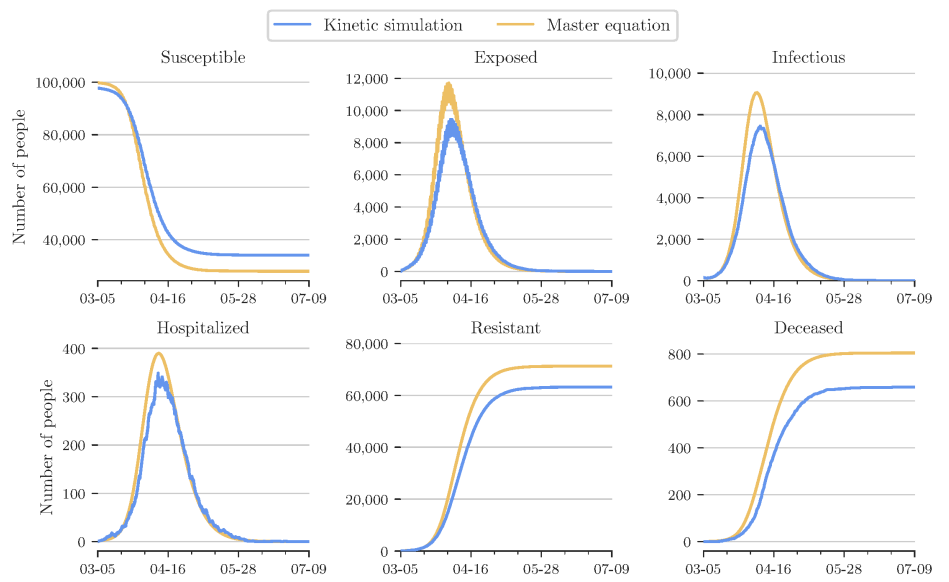 Kinetic simulation Master equation
Susceptible
Number of people
100,000
80,000
60,000
40,000
03-05 04-16 05-28 07-09
Exposed
12,000
10,000
8,000
6,000
4,000
2,000
0
03-05 04-16 05-28 07-09
Infectious
10,000
8,000
6,000
4,000
2,000
0
03-05 04-16 05-28 07-09
Hospitalized
Number of people
400
300
200
100
0
03-05 04-16 05-28 07-09
Resistant
80,000
60,000
40,000
20,000
0
03-05 04-16 05-28 07-09
Deceased
800
600
400
200
0
03-05 04-16 05-28 07-09